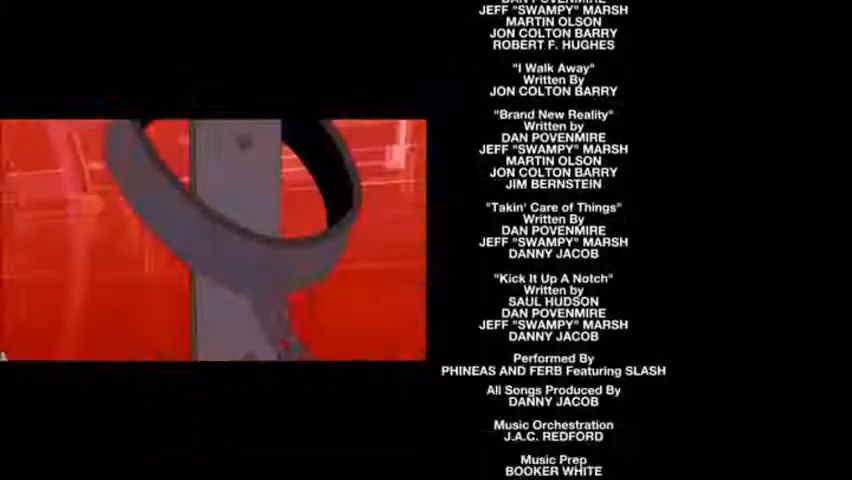 DAN POVENMIRE
JEFF "SWAMPY" MARSH
MARTIN OLSON
JON COLTON BARRY
ROBERT F. HUGHES
"I Walk Away"
Written By
JON COLTON BARRY
"Brand New Reality"
Written by
DAN POVENMIRE
JEFF "SWAMPY" MARSH
MARTIN OLSON
JON COLTON BARRY
JIM BERNSTEIN
"Takin' Care of Things"
Written By
DAN POVENMIRE
JEFF "SWAMPY" MARSH
DANNY JACOB
"Kick It Up A Notch"
Written by
SAUL HUDSON
DAN POVENMIRE
JEFF "SWAMPY" MARSH
DANNY JACOB
Performed By
PHINEAS AND FERB Featuring SLASH
All Songs Produced By
DANNY JACOB
Music Orchestration
J.A.C. REDFORD
Music Prep
BOOKER WHITE